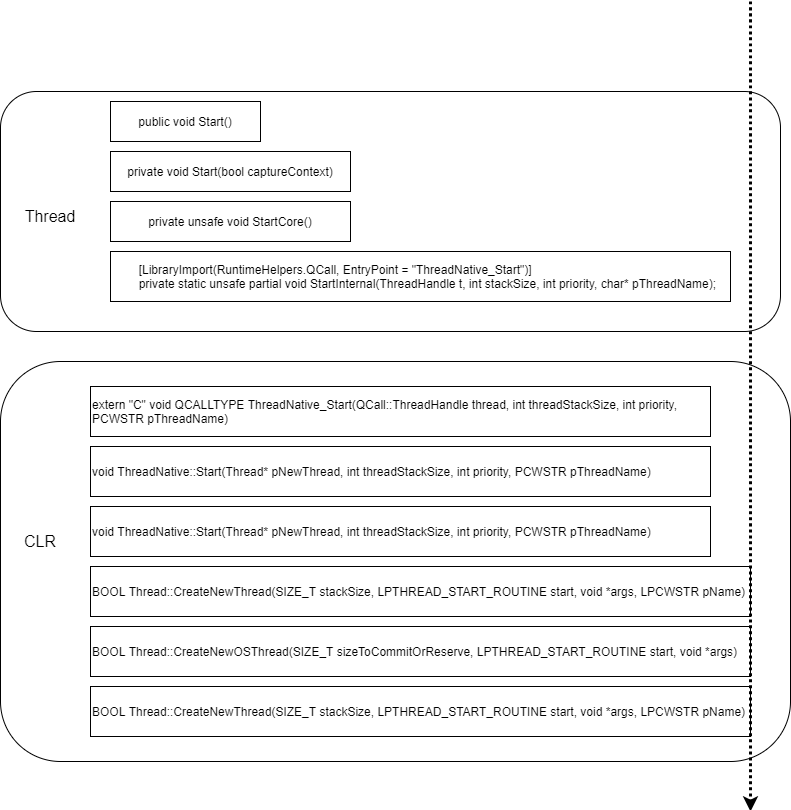 public void Start()
private void Start(bool captureContext)
Thread
private unsafe void StartCore()
[LibraryImport(RuntimeHelpers.QCall, EntryPoint = "ThreadNative_Start")]
private static unsafe partial void StartInternal(ThreadHandle t, int stackSize, int priority, char* pThreadName);
extern "C" void QCALLTYPE ThreadNative_Start(QCall::ThreadHandle thread, int threadStackSize, int priority,
PCWSTR pThreadName)
void ThreadNative::Start(Thread* pNewThread, int threadStackSize, int priority, PCWSTR pThreadName)
void ThreadNative::Start(Thread* pNewThread, int threadStackSize, int priority, PCWSTR pThreadName)
CLR
BOOL Thread::CreateNewThread(SIZE_T stackSize, LPTHREAD_START_ROUTINE start, void *args, LPCWSTR pName)
BOOL Thread::CreateNewOSThread(SIZE_T sizeToCommitOrReserve, LPTHREAD_START_ROUTINE start, void *args)
BOOL Thread::CreateNewThread(SIZE_T stackSize, LPTHREAD_START_ROUTINE start, void *args, LPCWSTR pName)